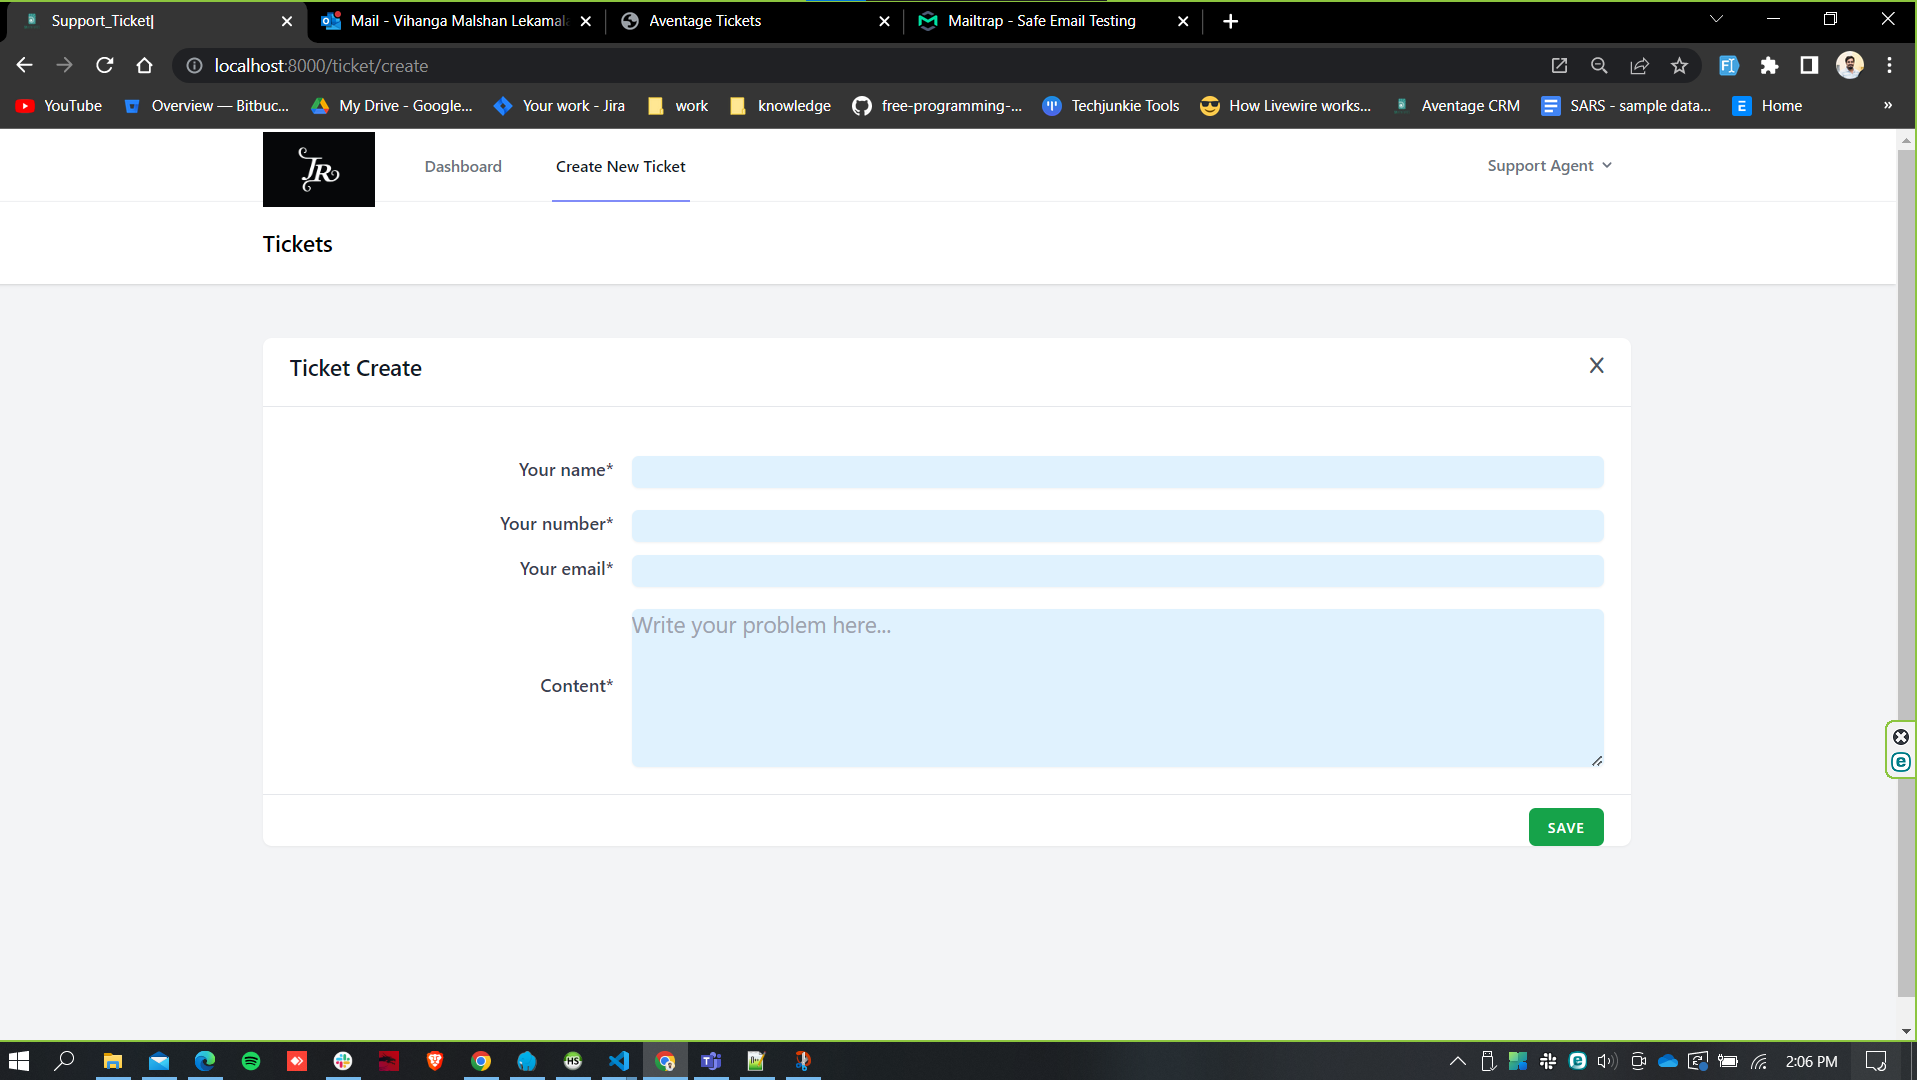 Support_Ticket|
Mail - Vihanga Malshan Lekamala
Aventage Tickets
Mailtrap - Safe Email Testing
localhost:8000/ticket/create
YouTube
Overview — Bitbuc...
My Drive - Google...
Your work - Jira
work
knowledge
free-programming-...
Techjunkie Tools
How Livewire works...
Aventage CRM
SARS - sample data...
Home
»
JR
Dashboard
Create New Ticket
Support Agent
Tickets
Ticket Create
X
Your name*
Your number*
Your email*
Write your problem here...
Content*
SAVE
2:06 PM